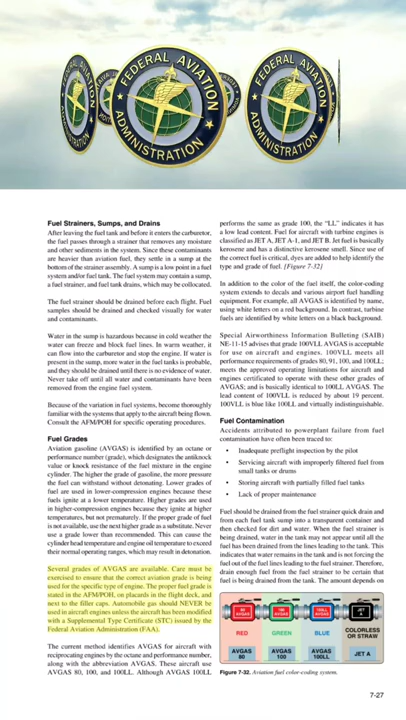 FEDERAL AVIATION
ADMINISTRATION
FEDERAL AVIATION
ADMINISTRATION
Fuel Strainers, Sumps, and Drains
After leaving the fuel tank and before it enters the carburetor,
the fuel passes through a strainer that removes any moisture
and other sediments in the system. Since these contaminants
are heavier than aviation fuel, they settle in a sump at the
bottom of the strainer assembly. A sump is a low point in a fuel
system and/or fuel tank. The fuel system may contain a sump,
a fuel strainer, and fuel tank drains, which may be collocated.
The fuel strainer should be drained before each flight. Fuel
samples should be drained and checked visually for water
and contaminants.
Water in the sump is hazardous because in cold weather the
water can freeze and block fuel lines. In warm weather, it
can flow into the carburetor and stop the engine. If water is
present in the sump, more water in the fuel tanks is probable,
and they should be drained until there is no evidence of water.
Never take off until all water and contaminants have been
removed from the engine fuel system.
Because of the variation in fuel systems, become thoroughly
familiar with the systems that apply to the aircraft being flown.
Consult the AFM/POH for specific operating procedures.
Fuel Grades
Aviation gasoline (AVGAS) is identified by an octane or
performance number (grade), which designates the antiknock
value or knock resistance of the fuel mixture in the engine
cylinder. The higher the grade of gasoline, the more pressure
the fuel can withstand without detonating. Lower grades of
fuel are used in lower-compression engines because these
fuels ignite at a lower temperature. Higher grades are used
in higher-compression engines because they ignite at higher
temperatures, but not prematurely. If the proper grade of fuel
is not available, use the next higher grade as a substitute. Never
use a grade lower than recommended. This can cause the
cylinder head temperature and engine oil temperature to exceed
their normal operating ranges, which may result in detonation.
Several grades of AVGAS are available. Care must be
exercised to ensure that the correct aviation grade is being
used for the specific type of engine. The proper fuel grade is
stated in the AFM/POH, on placards in the flight deck, and
next to the filler caps. Automobile gas should NEVER be
used in aircraft engines unless the aircraft has been modified
with a Supplemental Type Certificate (STC) issued by the
Federal Aviation Administration (FAA).
The current method identifies AVGAS for aircraft with
reciprocating engines by the octane and performance number,
along with the abbreviation AVGAS. These aircraft use
AVGAS 80, 100, and 100LL. Although AVGAS 100LL
performs the same as grade 100, the “LL” indicates it has
a low lead content. Fuel for aircraft with turbine engines is
classified as JET A, JET A-1, and JET B. Jet fuel is basically
kerosene and has a distinctive kerosene smell. Since use of
the correct fuel is critical, dyes are added to help identify the
type and grade of fuel. [Figure 7-32]
In addition to the color of the fuel itself, the color-coding
system extends to decals and various airport fuel handling
equipment. For example, all AVGAS is identified by name,
using white letters on a red background. In contrast, turbine
fuels are identified by white letters on a black background.
Special Airworthiness Information Bulleting (SAIB)
NE-11-15 advises that grade 100VLL AVGAS is acceptable
for use on aircraft and engines. 100VLL meets all
performance requirements of grades 80, 91, 100, and 100LL;
meets the approved operating limitations for aircraft and
engines certificated to operate with these other grades of
AVGAS; and is basically identical to 100LL AVGAS. The
lead content of 100VLL is reduced by about 19 percent.
100VLL is blue like 100LL and virtually indistinguishable.
Fuel Contamination
Accidents attributed to powerplant failure from fuel
contamination have often been traced to:
• Inadequate preflight inspection by the pilot
• Servicing aircraft with improperly filtered fuel from
small tanks or drums
• Storing aircraft with partially filled fuel tanks
• Lack of proper maintenance
Fuel should be drained from the fuel strainer quick drain and
from each fuel tank sump into a transparent container and
then checked for dirt and water. When the fuel strainer is
being drained, water in the tank may not appear until all the
fuel has been drained from the lines leading to the tank. This
indicates that water remains in the tank and is not forcing the
fuel out of the fuel lines leading to the fuel strainer. Therefore,
drain enough fuel from the fuel strainer to be certain that
fuel is being drained from the tank. The amount depends on
RED
GREEN
BLUE
COLORLESS
OR STRAW
AVGAS
80
AVGAS
100
AVGAS
100LL
JET A
Figure 7-32. Aviation fuel color-coding system.
7-27